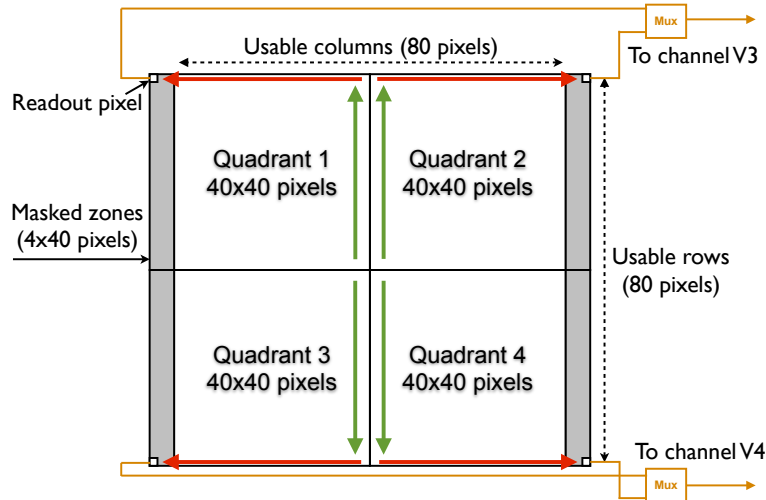 Mux
Usable columns (80 pixels)
To channel V3
Readout pixel
Quadrant 1
40x40 pixels
Quadrant 2
40x40 pixels
Masked zones
(4x40 pixels)
Usable rows
(80 pixels)
Quadrant 3
40x40 pixels
Quadrant 4
40x40 pixels
To channel V4
Mux